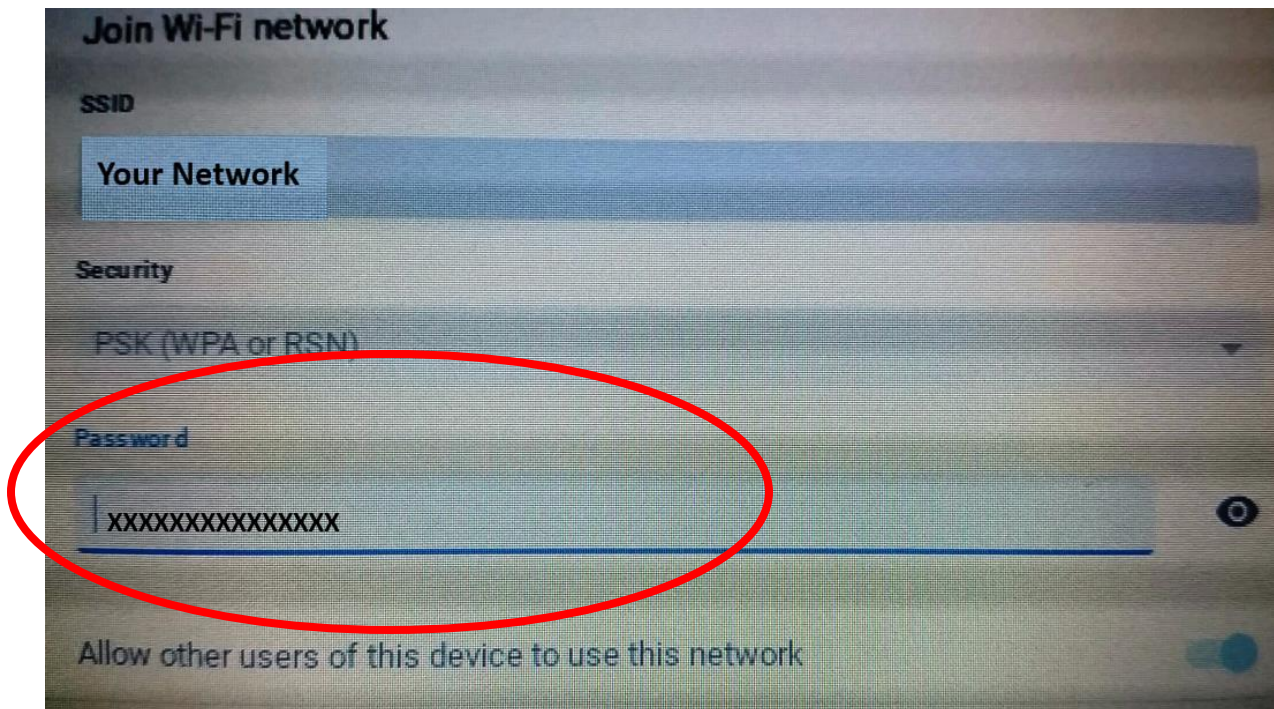 Join Wi-Fi network
SSID
Your Network
Security
PSK (WPA or RSN)
Password
xxxxxxxxxxxxxxx
Allow other users of this device to use this network